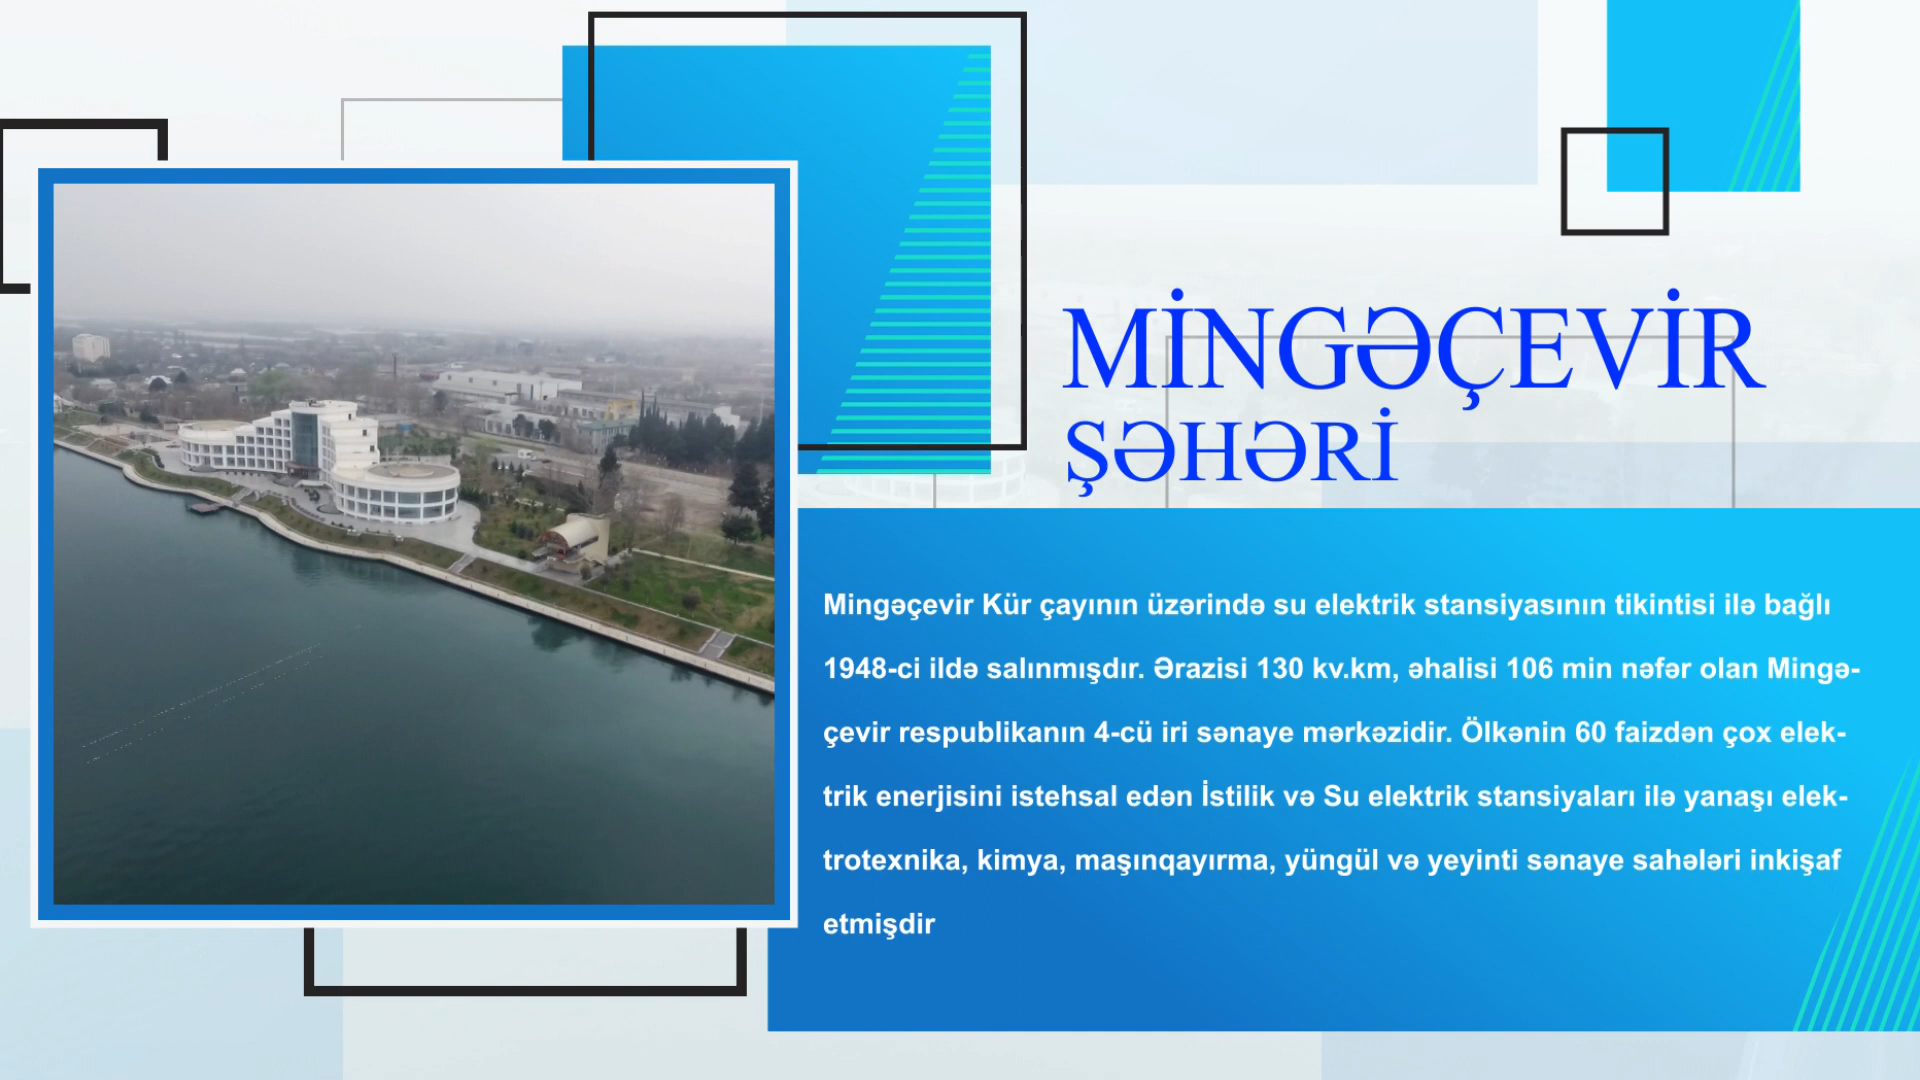 MİNGƏÇEVİR
ŞƏHƏRİ
Mingəçevir Kür çayının üzərində su elektrik stansiyasının tikintisi ilə bağlı
1948-ci ildə salınmışdır. Ərazisi 130 kv.km, əhalisi 106 min nəfər olan Mingə-
çevir respublikanın 4-cü iri sənaye mərkəzidir. Ölkənin 60 faizdən çox elek-
trik enerjisini istehsal edən İstilik və Su elektrik stansiyaları ilə yanaşı elek-
trotexnika, kimya, maşınqayırma, yüngül və yeyinti sənaye sahələri inkişaf
etmişdir